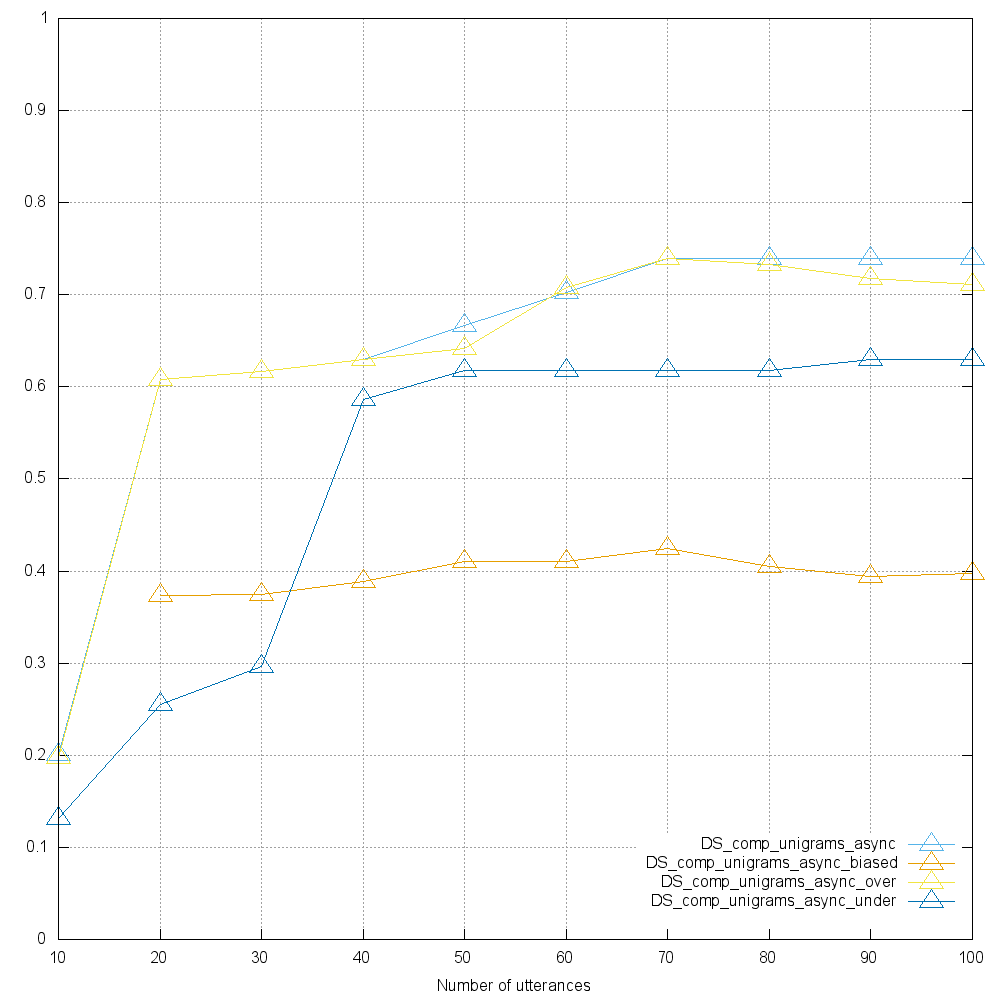 1
0.9
0.8
0.7
0.6
0.5
0.4
0.3
0.2
0.1
0
DS_comp_unigrams_async
DS_comp_unigrams_async_biased
DS_comp_unigrams_async_over
DS_comp_unigrams_async_under
10 20 30 40 50 60 70 80 90 100
Number of utterances